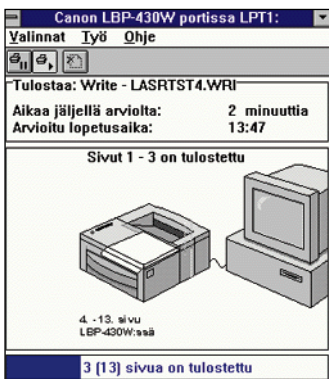 Canon LBP-430W portissa LPT1:
Valinnat Työ Ohje
Tulostaa: Write - LASRTST4.WRI
Aikaa jäljellä arviolta: 2 minuuttia
Arvioitu lopetusaika: 13:47
Sivut 1 - 3 on tulostettu
4. -13. sivu
LBP-430W:ssä
3 (13) sivua on tulostettu